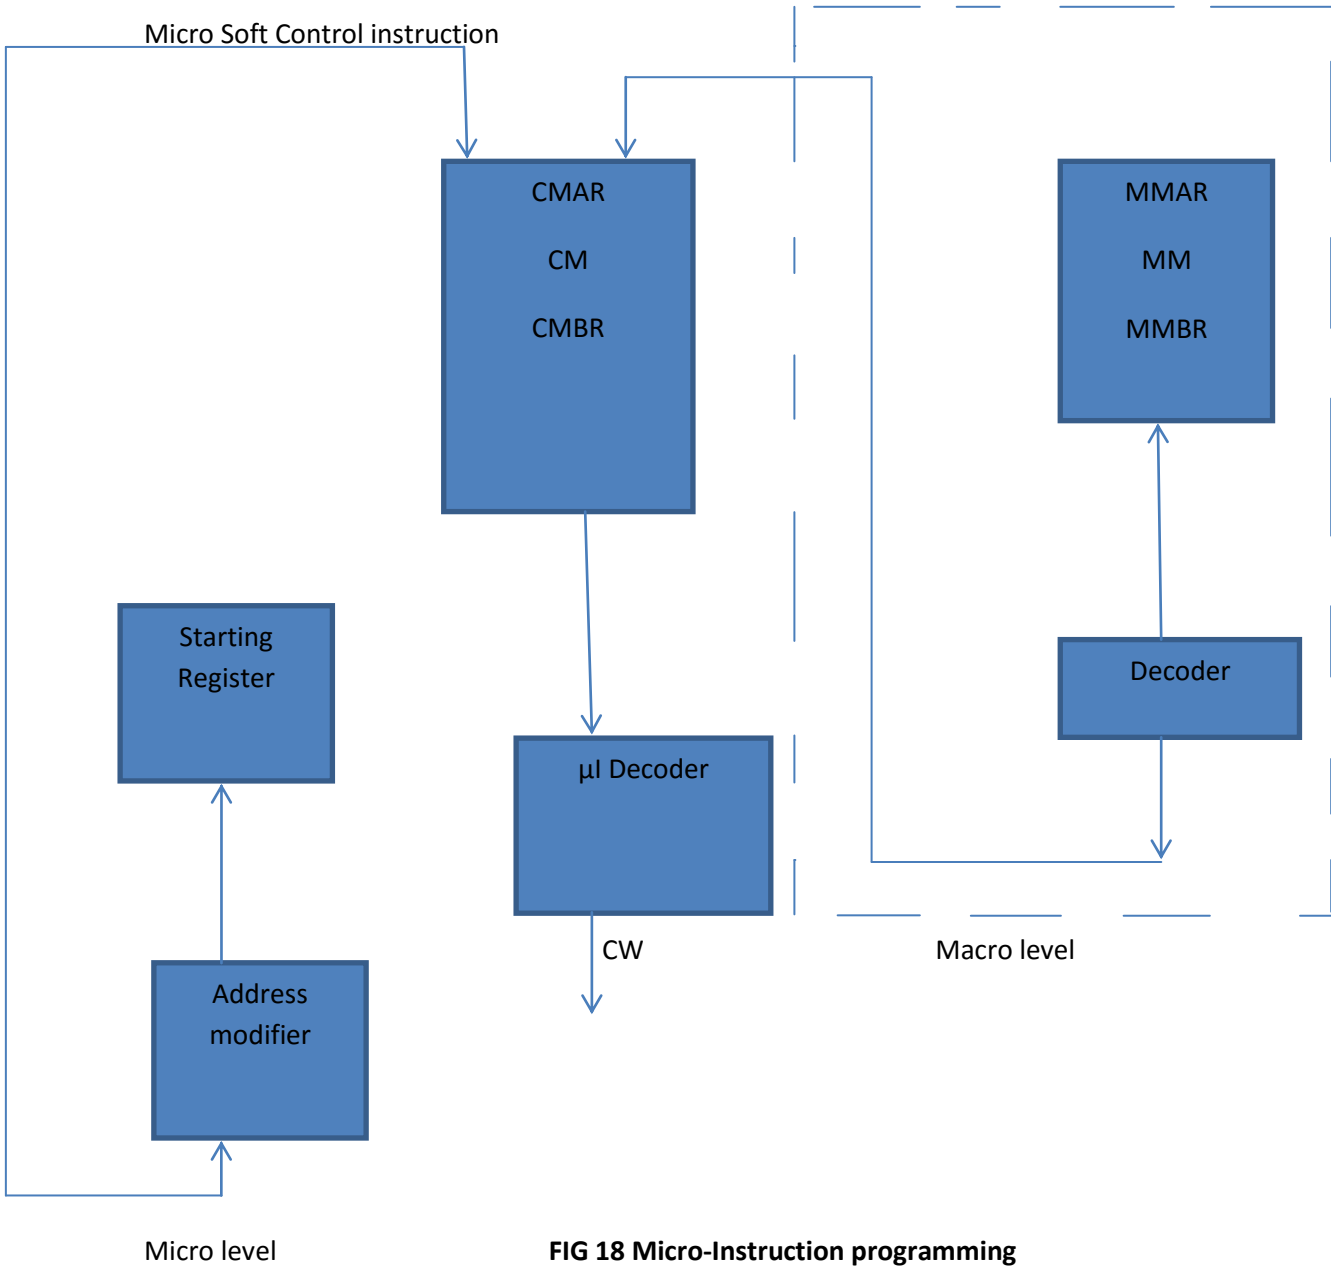 Micro Soft Control instruction
CMAR
CM
CMBR
MMAR
MM
MMBR
Starting
Register
Decoder
µI Decoder
CW
Macro level
Address
modifier
Micro level
FIG 18 Micro-Instruction programming